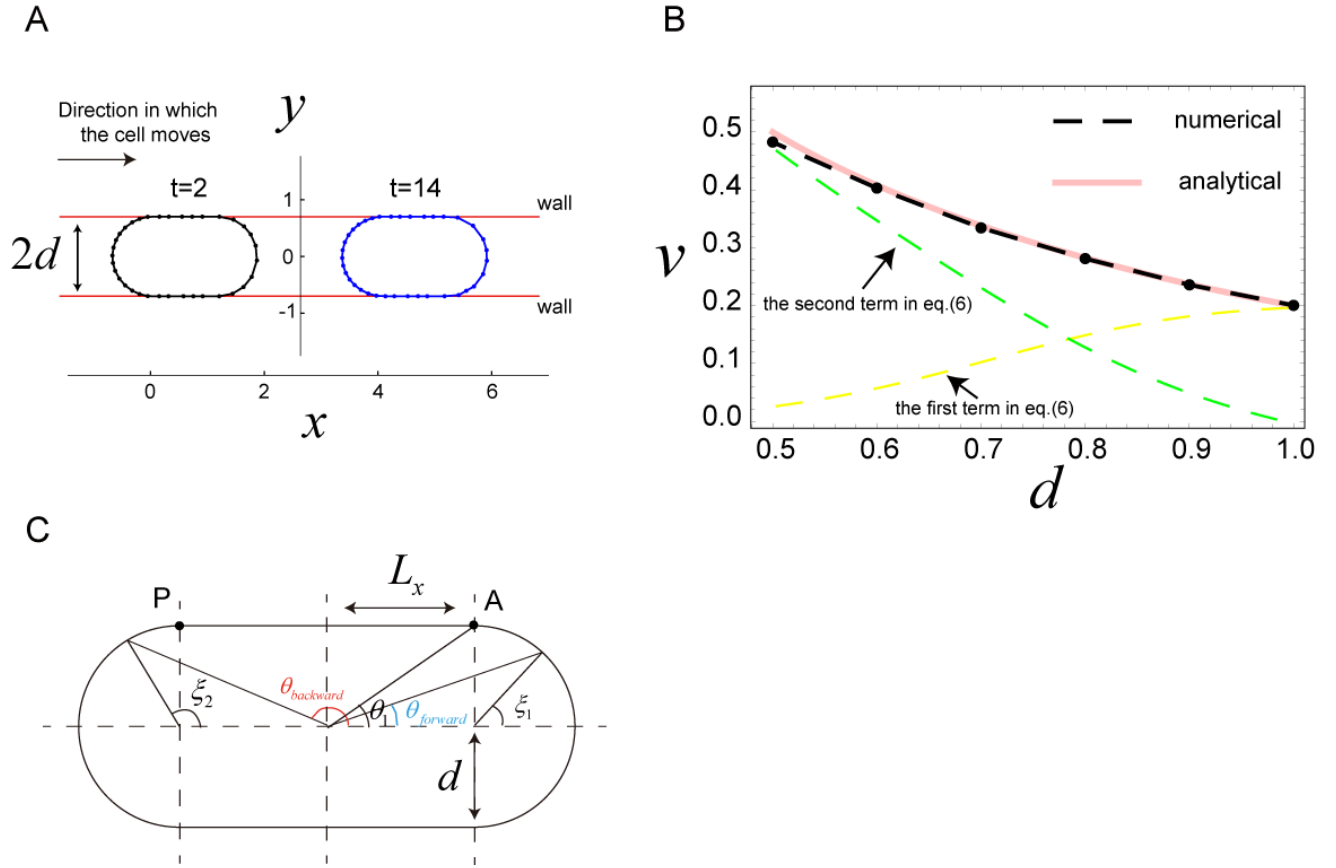 A
Direction in which
the cell moves
y
t=2
t=14
1
wall
2d
0
wall
-1
0
2
4
6
x
B
0.5
numerical
0.4
analytical
v
0.3
the second term in eq.(6)
0.2
0.1
the first term in eq.(6)
0.0
0.5 0.6 0.7 0.8 0.9 1.0
d
C
P
L_x
A
ξ_2
θ_backward
θ_1
θ_forward
ξ_1
d